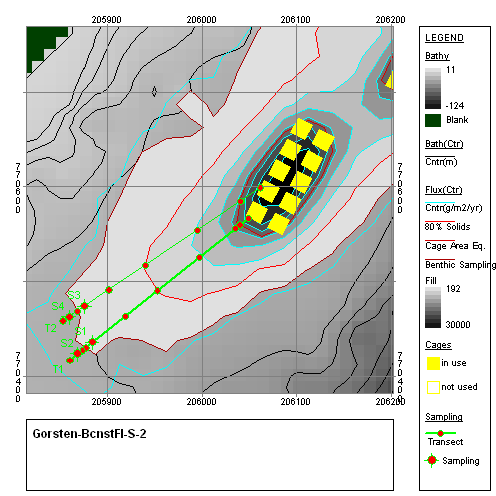 205900
206000
206100
206200
LEGEND
Bathy
11
-124
Blank
Bath(Ctr)
Cntr(m)
Flux(Ctr)
Cntr(g/m2/yr)
80% Solids
Cage Area Eq.
Benthic Sampling
Fill
192
30000
Cages
in use
not used
Sampling
Transect
Sampling
770600
770400
S3
S4
T2
S1
S2
T1
205900
206000
206100
206200
Gorsten-BcnstFl-S-2